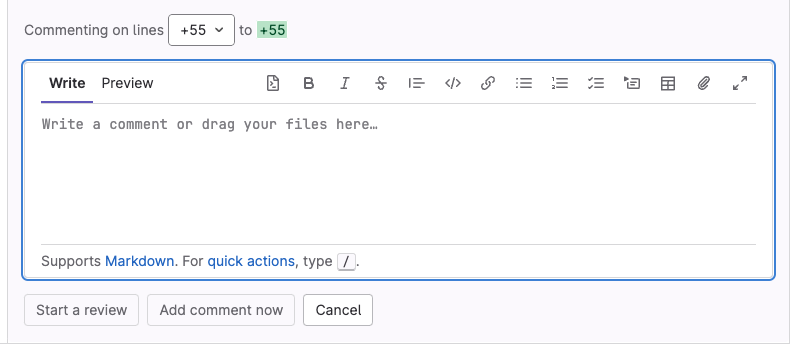 Commenting on lines +55 to +55
Write Preview
Write a comment or drag your files here…
Supports Markdown. For quick actions, type /.
Start a review Add comment now Cancel